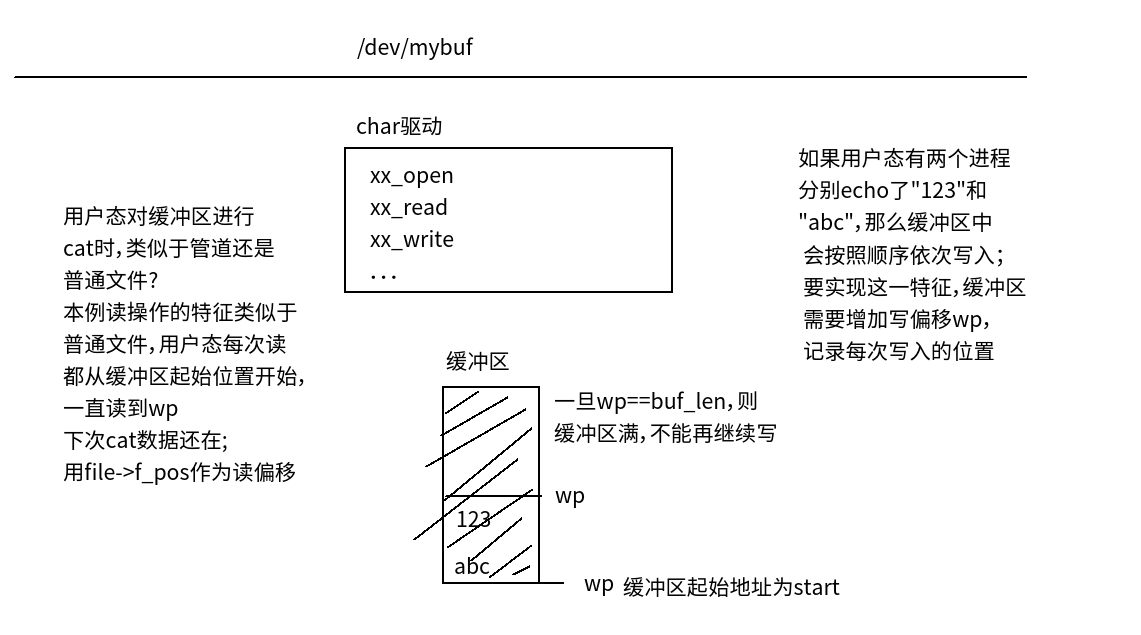 /dev/mybuf
char驱动
xx_open
xx_read
xx_write
...
用户态对缓冲区进行
cat时,类似于管道还是
普通文件?
本例读操作的特征类似于
普通文件,用户态每次读
都从缓冲区起始位置开始,
一直读到wp
下次cat数据还在;
用file->f_pos作为读偏移
如果用户态有两个进程
分别echo了"123"和
"abc",那么缓冲区中
会按照顺序依次写入;
要实现这一特征,缓冲区
需要增加写偏移wp,
记录每次写入的位置
缓冲区
一旦wp==buf_len,则
缓冲区满,不能再继续写
wp
123
abc
wp 缓冲区起始地址为start